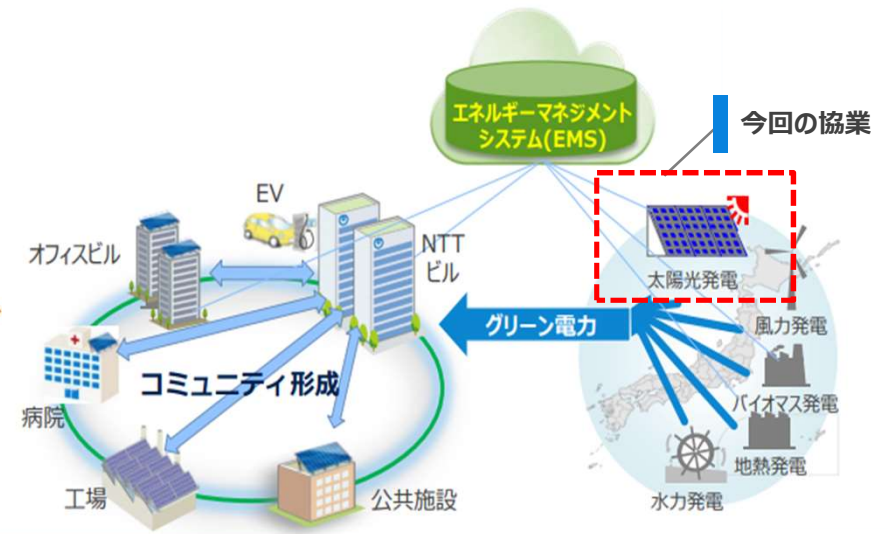 エネルギーマネジメント
システム(EMS)
今回の協業
EV
オフィスビル
NTT
ビル
太陽光発電
グリーン電力
風力発電
コミュニティ形成
バイオマス発電
病院
地熱発電
工場
公共施設
水力発電